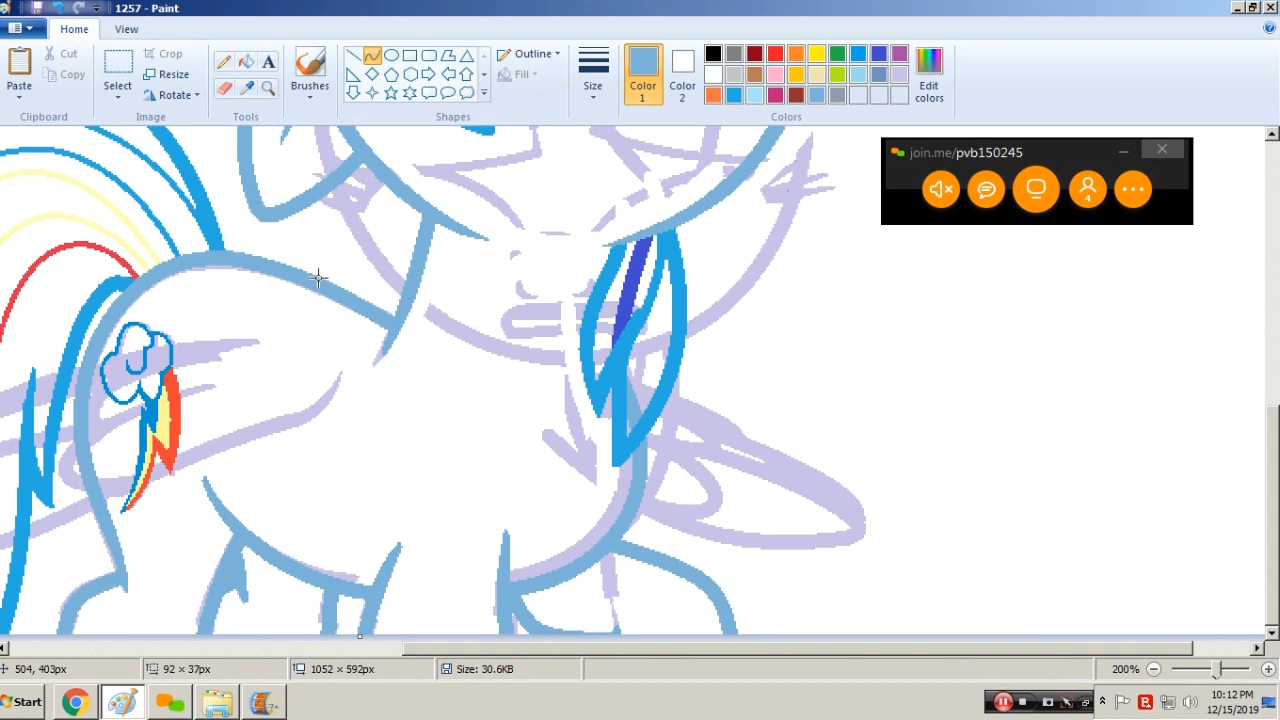 1257 - Paint
Home View
Paste
Cut
Copy
Clipboard
Select
Crop
Resize
Rotate
Image
A
Tools
Brushes
Outline
Fill
Shapes
Size
Color 1
Color 2
Edit colors
Colors
join.me/pvb150245
4
504, 403px
92 × 37px
1052 × 592px
Size: 30.6KB
200%
Start
10:12 PM
12/15/2019